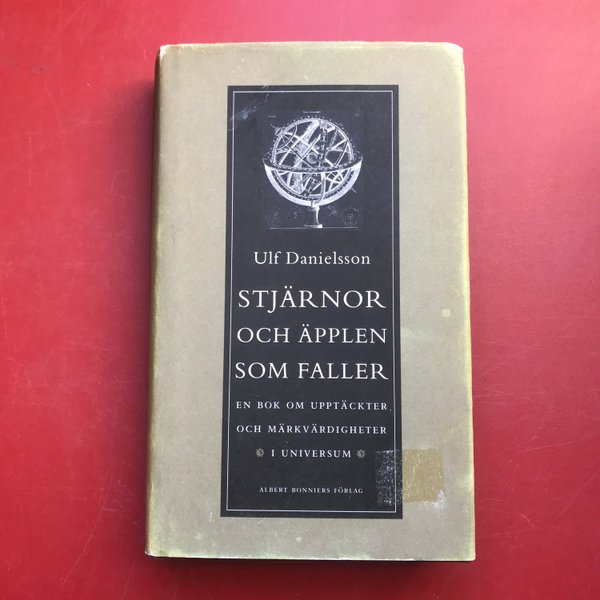 Ulf Danielsson
STJÄRNOR
OCH ÄPPLEN
SOM FALLER
EN BOK OM UPPTÄCKTER
OCH MÄRKVÄRDIGHETER
I UNIVERSUM
ALBERT BONNIERS FÖRLAG